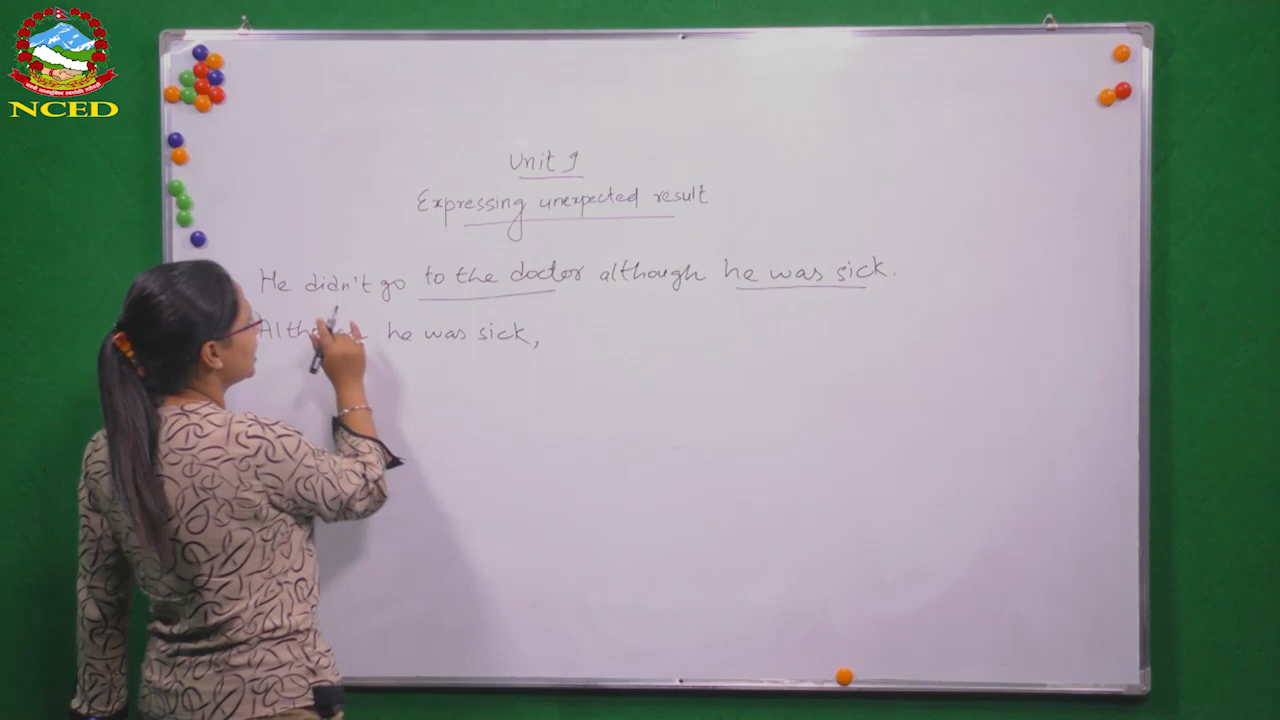 NCED
Unit 9
Expressing unexpected result
He didn't go to the doctor although he was sick.
Although he was sick,